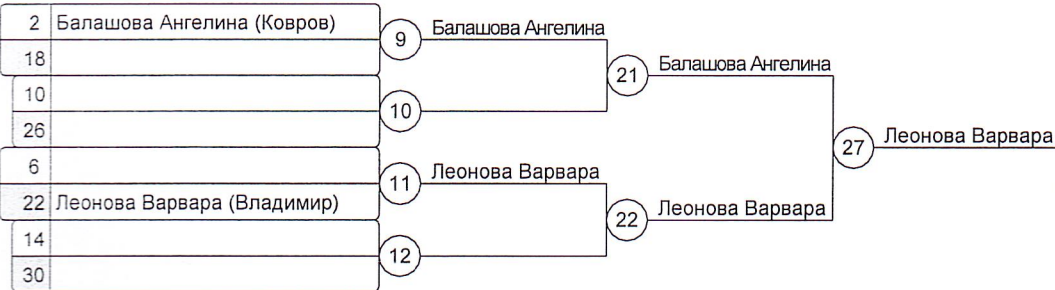 2 Балашова Ангелина (Ковров)
18
10
26
6
22 Леонова Варвара (Владимир)
14
30
9 Балашова Ангелина
10
11 Леонова Варвара
12
21 Балашова Ангелина
22 Леонова Варвара
27 Леонова Варвара